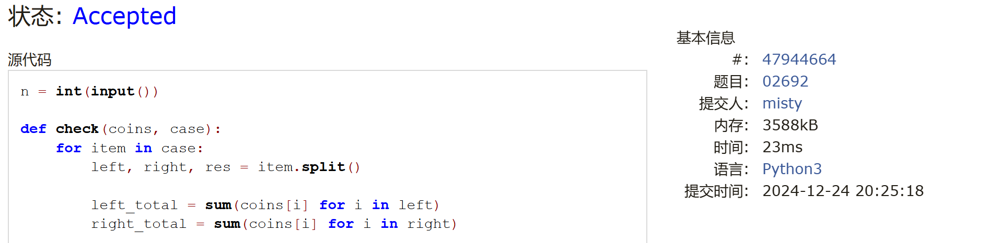 状态: Accepted
源代码
n = int(input())
def check(coins, case):
for item in case:
left, right, res = item.split()
left_total = sum(coins[i] for i in left)
right_total = sum(coins[i] for i in right)
基本信息
#: 47944664
题目: 02692
提交人: misty
内存: 3588kB
时间: 23ms
语言: Python3
提交时间: 2024-12-24 20:25:18